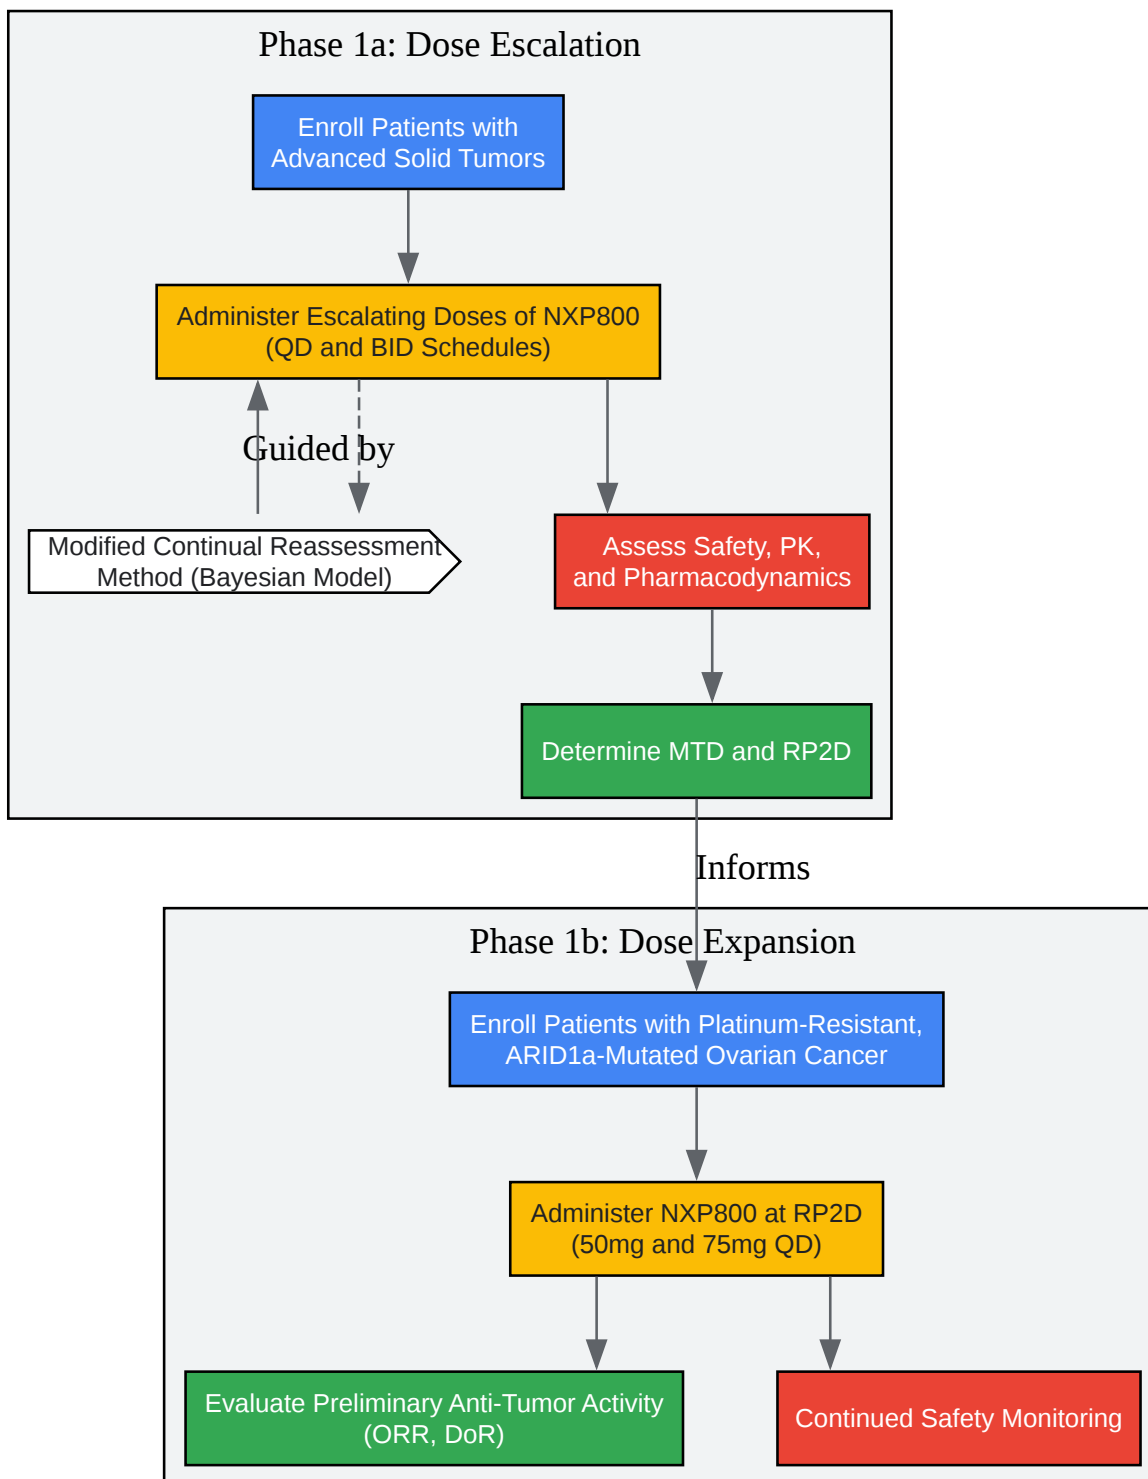 Phase 1a: Dose Escalation
Enroll Patients with
Advanced Solid Tumors
Administer Escalating Doses of NXP800
(QD and BID Schedules)
Guided by
Modified Continual Reassessment
Method (Bayesian Model)
Assess Safety, PK,
and Pharmacodynamics
Determine MTD and RP2D
Informs
Phase 1b: Dose Expansion
Enroll Patients with Platinum-Resistant,
ARID1a-Mutated Ovarian Cancer
Administer NXP800 at RP2D
(50mg and 75mg QD)
Evaluate Preliminary Anti-Tumor Activity
(ORR, DoR)
Continued Safety Monitoring